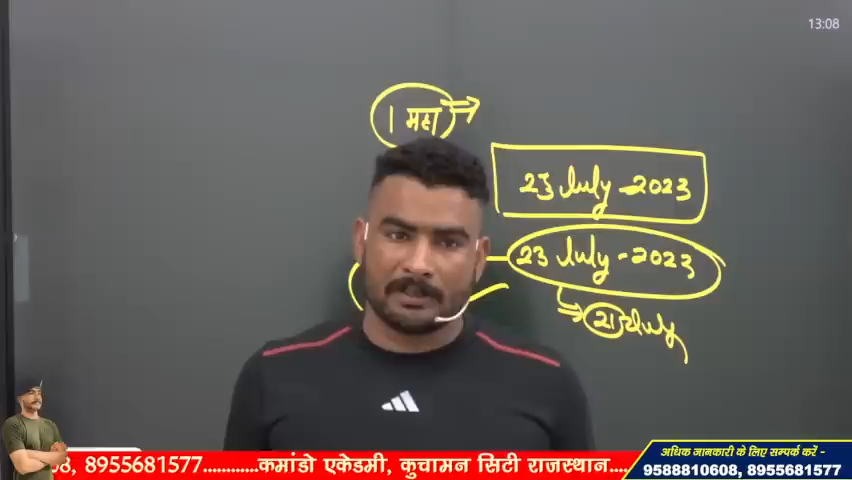 13:08
1 महा
23 July - 2023
23 July - 2023
21 July
अधिक जानकारी के लिए सम्पर्क करें -
8, 8955681577............कमांडो एकेडमी, कुचामन सिटी राजस्थान....
9588810608, 8955681577